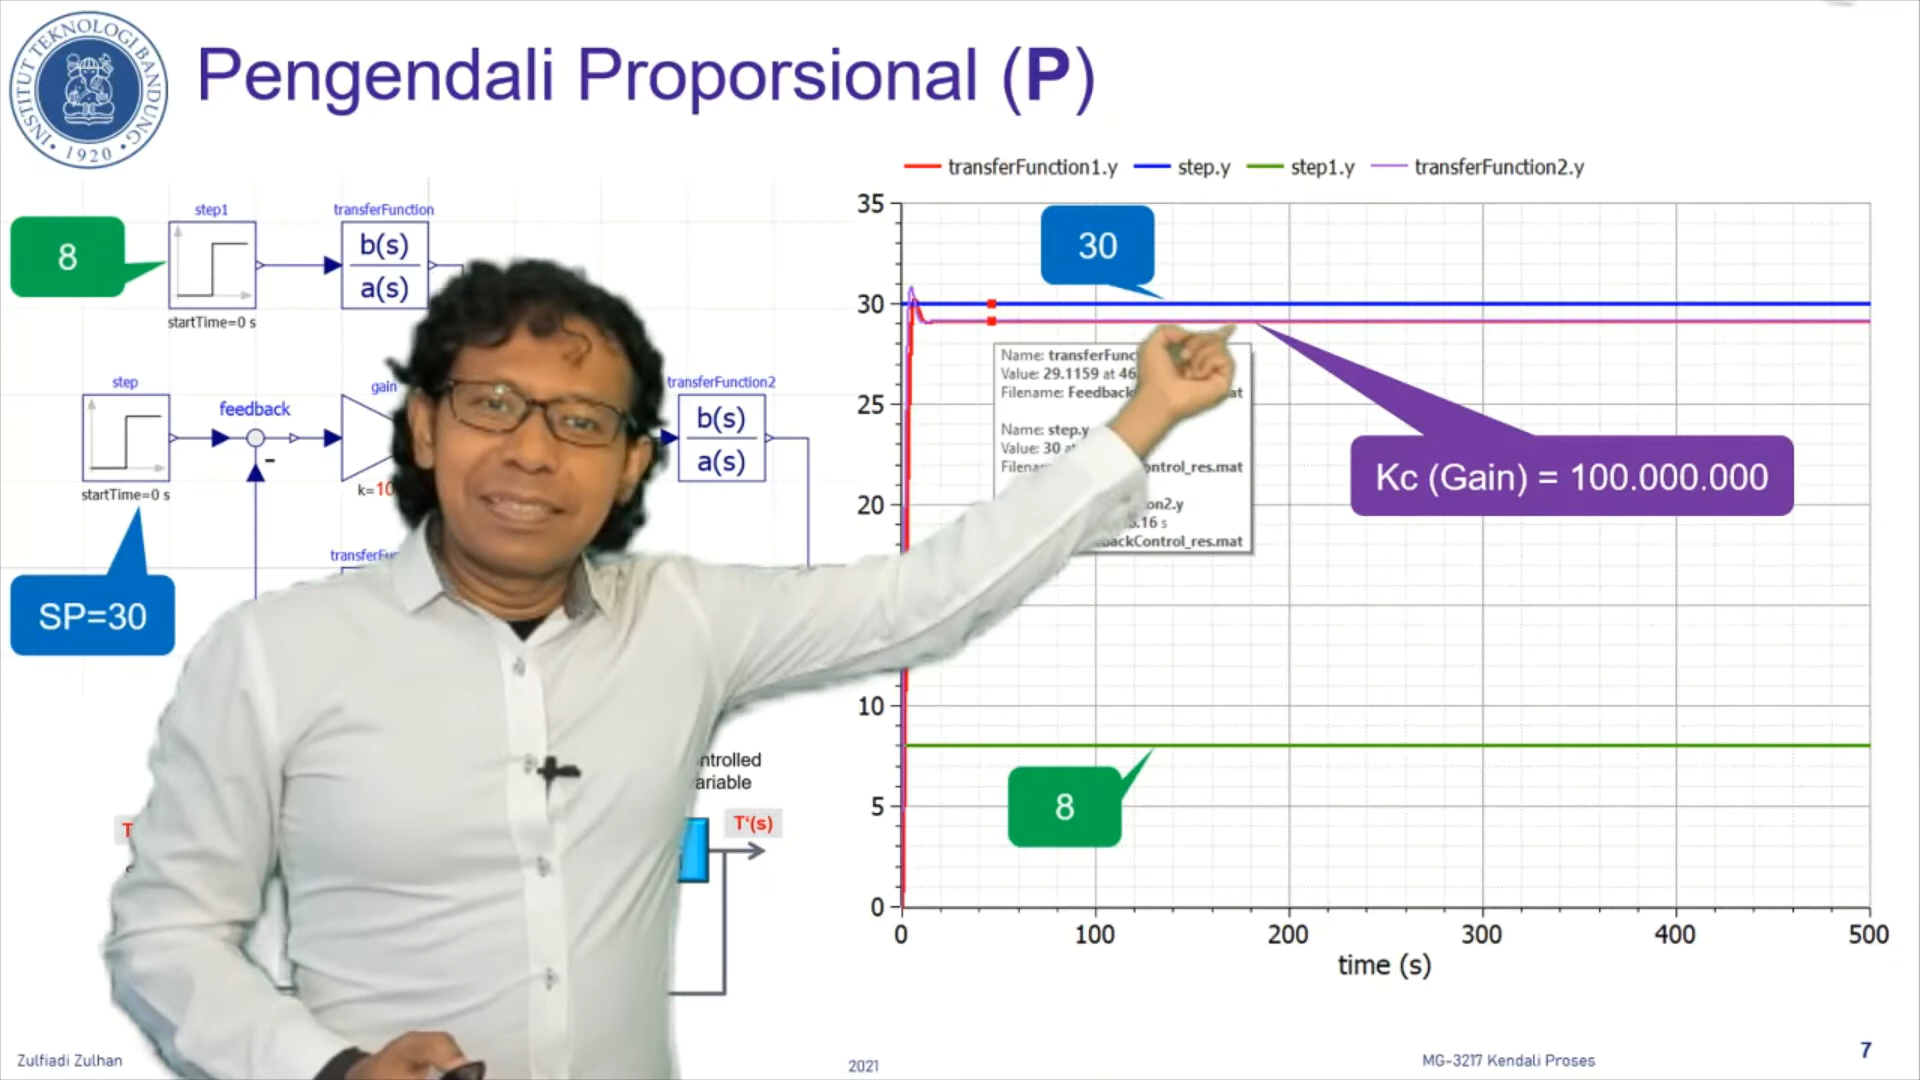 INSTITUT TEKNOLOGI BANDUNG
1920
Pengendali Proporsional (P)
transferFunction1.y
step.y
step1.y
transferFunction2.y
8
step1
transferFunction
b(s)
a(s)
startTime=0 s
step
feedback
gain
transferFunction2
b(s)
a(s)
-
startTime=0 s
k=10
SP=30
35
30
25
20
10
5
0
0
100
200
300
400
500
time (s)
30
Value: 29.1159 at 46
Filename: Feedback
at
Name: step.y
Value: 30
ontrol_res.mat
on2.y
.16 s
ackControl_res.mat
Kc (Gain) = 100.000.000
8
ntrolled
ariable
T
T'(s)
Zulfiadi Zulhan
2021
MG-3217 Kendali Proses
7